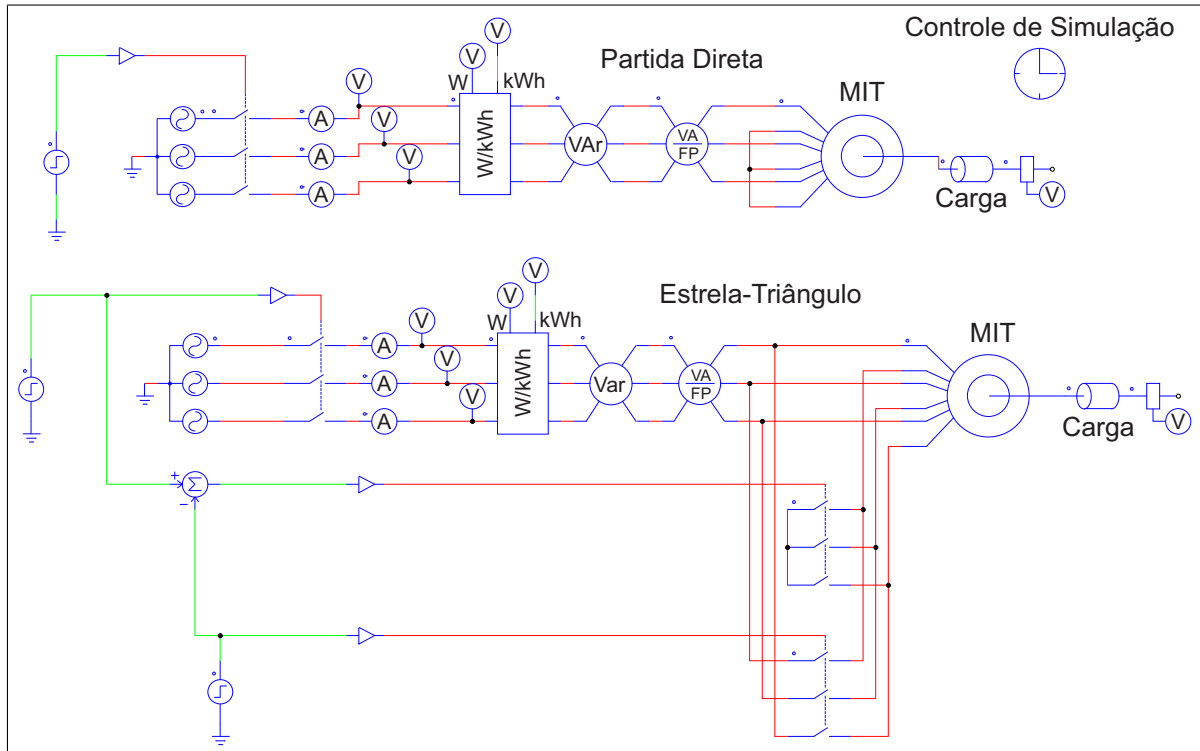 Controle de Simulação
Partida Direta
V
V
W
kWh
V
V
V
A
A
A
W/kWh
VAr
VA
FP
MIT
Carga
V
Estrela-Triângulo
V
V
W
kWh
V
V
V
A
A
A
W/kWh
Var
VA
FP
MIT
Carga
V
+
Σ
-